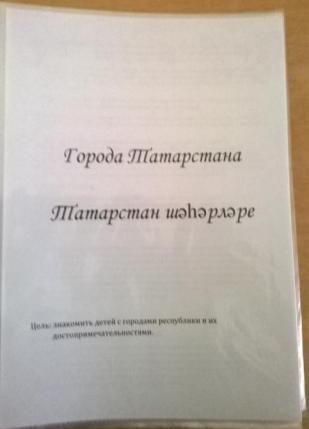 Города Татарстана
Татарстан шәһәрләре
Цель: знакомить детей с городами республики и их
достопримечательностями.